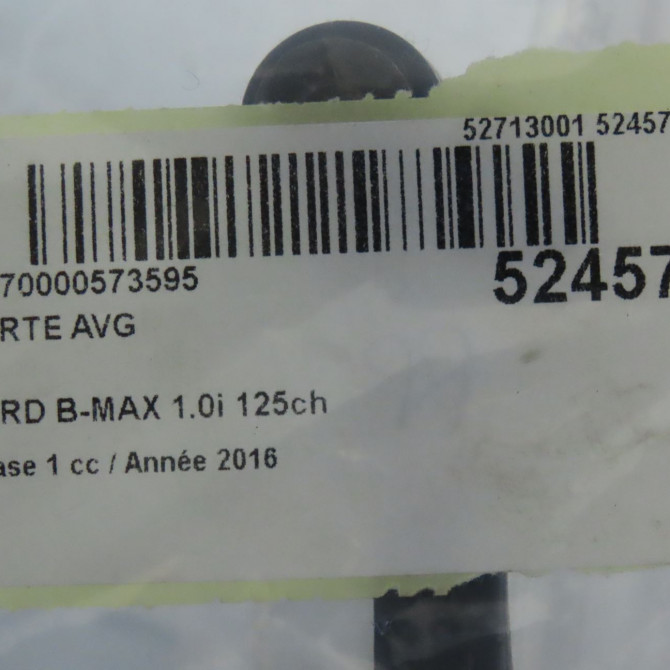 52713001 52457
70000573595
52457
RTE AVG
RD B-MAX 1.0i 125ch
ase 1 cc / Année 2016